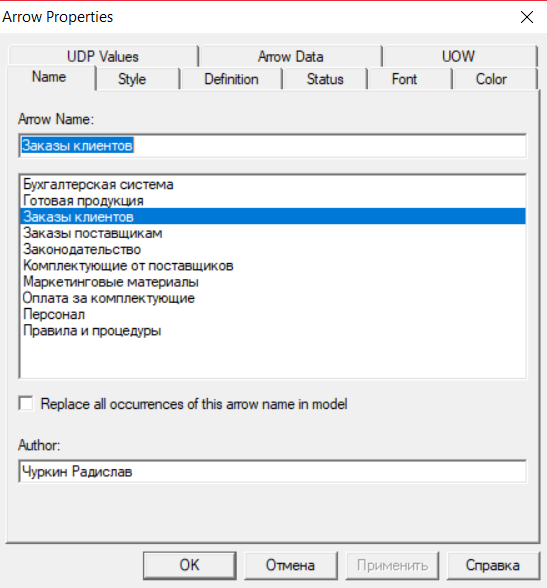 Arrow Properties
UDP Values Arrow Data UOW
Name Style Definition Status Font Color
Arrow Name:
Заказы клиентов
Бухгалтерская система
Готовая продукция
Заказы клиентов
Заказы поставщикам
Законодательство
Комплектующие от поставщиков
Маркетинговые материалы
Оплата за комплектующие
Персонал
Правила и процедуры
Replace all occurrences of this arrow name in model
Author:
Чуркин Радислав
OK Отмена Применить Справка